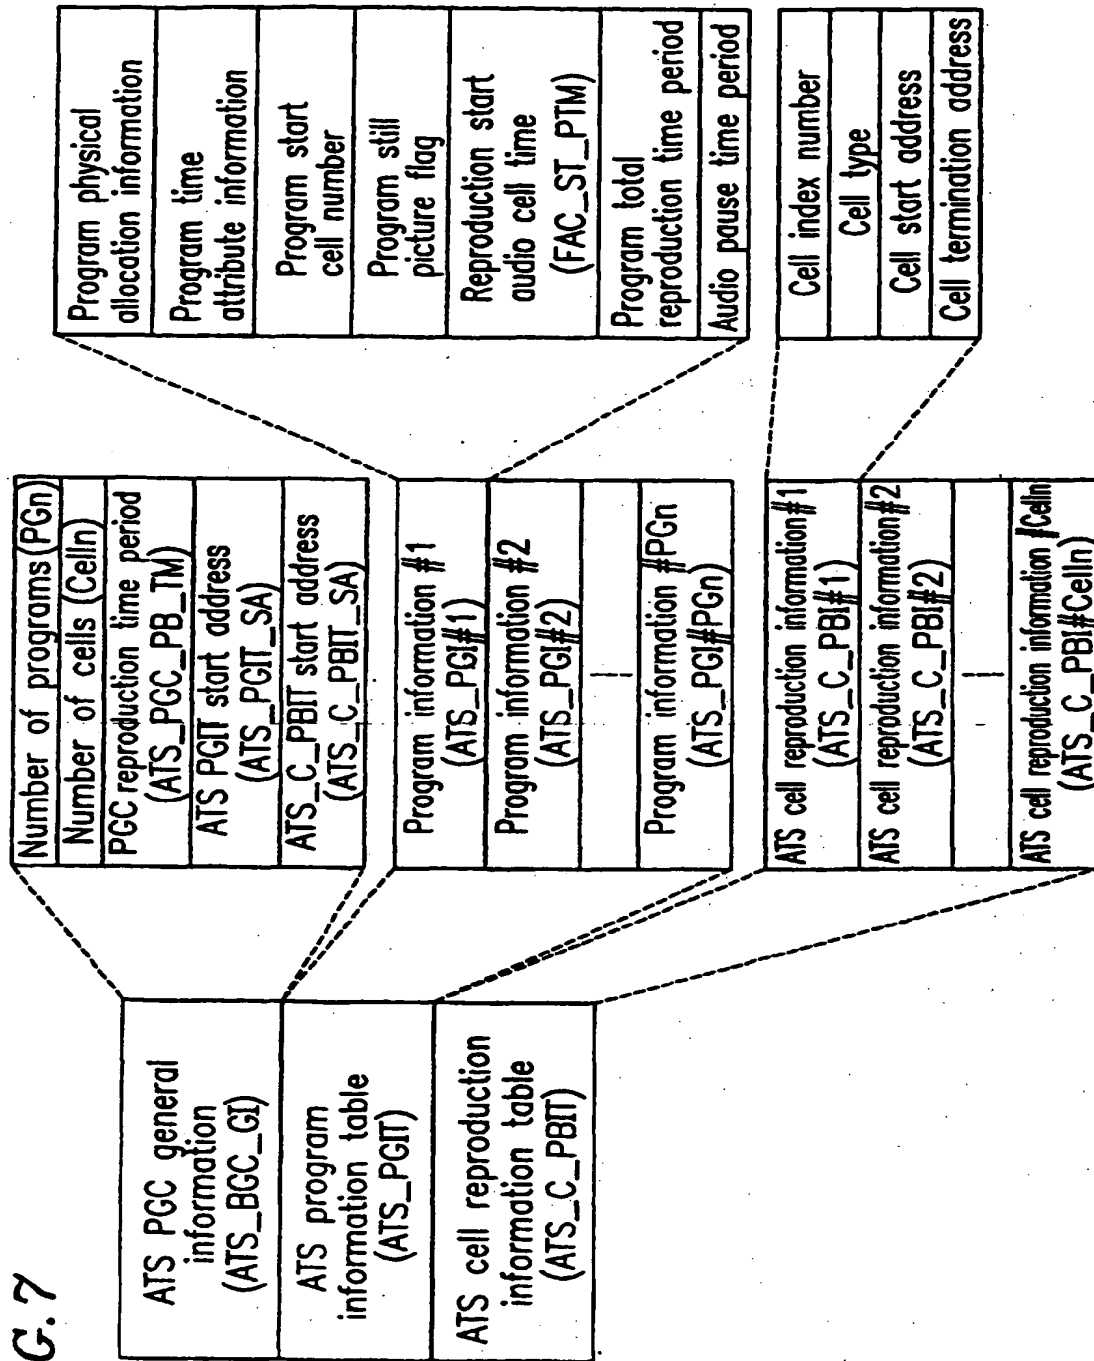 G.7
ATS PGC general
information
(ATS_BGC_GI)
ATS program
information table
(ATS_PGIT)
ATS cell reproduction
information table
(ATS_C_PBIT)
Number of programs(PGn)
Number of cells (Celln)
PGC reproduction time period
(ATS_PGC_PB_TM)
ATS PGIT start address
(ATS_PGIT_SA)
ATS_C_PBIT start address
(ATS_C_PBIT_SA)
Program information #1
(ATS_PGI#1)
Program information #2
(ATS_PGI#2)
Program information #PGn
(ATS_PGI#PGn)
ATS cell reproduction information#1
(ATS_C_PBI#1)
ATS cell reproduction information#2
(ATS_C_PBI#2)
ATS cell reproduction information #Celln
(ATS_C_PBI#Celln)
Program physical
allocation information
Program time
attribute information
Program start
cell number
Program still
picture flag
Reproduction start
audio cell time
(FAC_ST_PTM)
Program total
reproduction time period
Audio pause time period
Cell index number
Cell type
Cell start address
Cell termination address